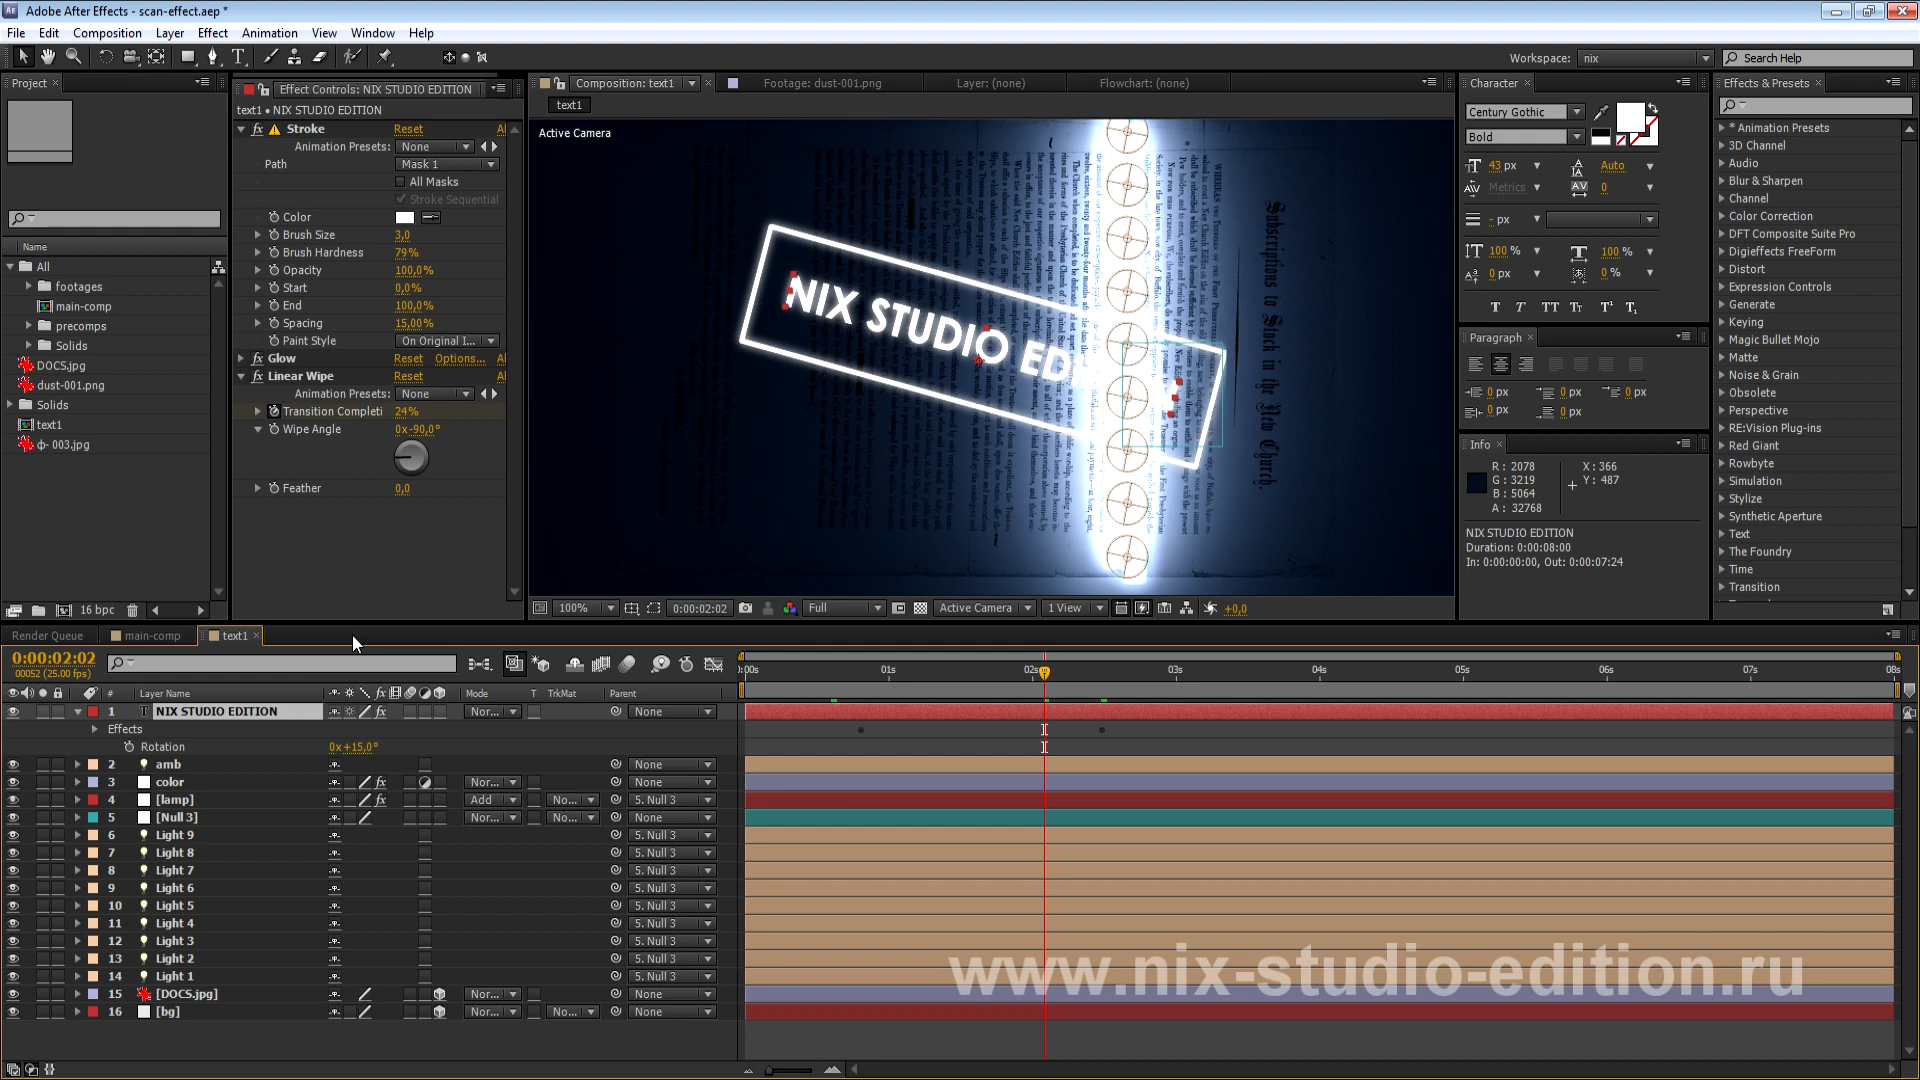 Adobe After Effects - scan-effect.aep *
File Edit Composition Layer Effect Animation View Window Help
Workspace: nix Search Help
Project
Name
All
footages
main-comp
precomps
Solids
DOCS.jpg
dust-001.png
Solids
text1
ф- 003.jpg
16 bpc
Effect Controls: NIX STUDIO EDITION
text1 • NIX STUDIO EDITION
fx Stroke Reset
Animation Presets: None
Path Mask 1
All Masks
Stroke Sequential
Color
Brush Size 3,0
Brush Hardness 79%
Opacity 100,0%
Start 0,0%
End 100,0%
Spacing 15,00%
Paint Style On Original I...
fx Glow Reset Options...
fx Linear Wipe Reset
Animation Presets: None
Transition Completi 24%
Wipe Angle 0x-90,0°
Feather 0,0
Composition: text1 Footage: dust-001.png Layer: (none) Flowchart: (none)
text1
Active Camera
NIX STUDIO ED
Subscriptions to Stock in the New Church.
100% 0:00:02:02 Full Active Camera 1 View +0,0
Character
Century Gothic
Bold
43 px Auto
Metrics 0
- px
100 % 100 %
0 px 0 %
T T TT Tt T¹ T₁
Paragraph
0 px 0 px 0 px
0 px 0 px
Info
R : 2078
G : 3219
B : 5064
A : 32768
X : 366
Y : 487
NIX STUDIO EDITION
Duration: 0:00:08:00
In: 0:00:00:00, Out: 0:00:07:24
Effects & Presets
* Animation Presets
3D Channel
Audio
Blur & Sharpen
Channel
Color Correction
DFT Composite Suite Pro
Digieffects FreeForm
Distort
Expression Controls
Generate
Keying
Magic Bullet Mojo
Matte
Noise & Grain
Obsolete
Perspective
RE:Vision Plug-ins
Red Giant
Rowbyte
Simulation
Stylize
Synthetic Aperture
Text
The Foundry
Time
Transition
Render Queue main-comp text1
0:00:02:02
00052 (25.00 fps)
# Layer Name Mode T TrkMat Parent
:00s 01s 02s 03s 04s 05s 06s 07s 08s
1 T NIX STUDIO EDITION fx Nor... None
Effects
Rotation 0x+15,0°
2 amb None
3 color fx Nor... None
4 [lamp] fx Add No... 5. Null 3
5 [Null 3] Nor... No... None
6 Light 9 5. Null 3
7 Light 8 5. Null 3
8 Light 7 5. Null 3
9 Light 6 5. Null 3
10 Light 5 5. Null 3
11 Light 4 5. Null 3
12 Light 3 5. Null 3
13 Light 2 5. Null 3
14 Light 1 5. Null 3
15 [DOCS.jpg] Nor... None
16 [bg] Nor... No... None
www.nix-studio-edition.ru